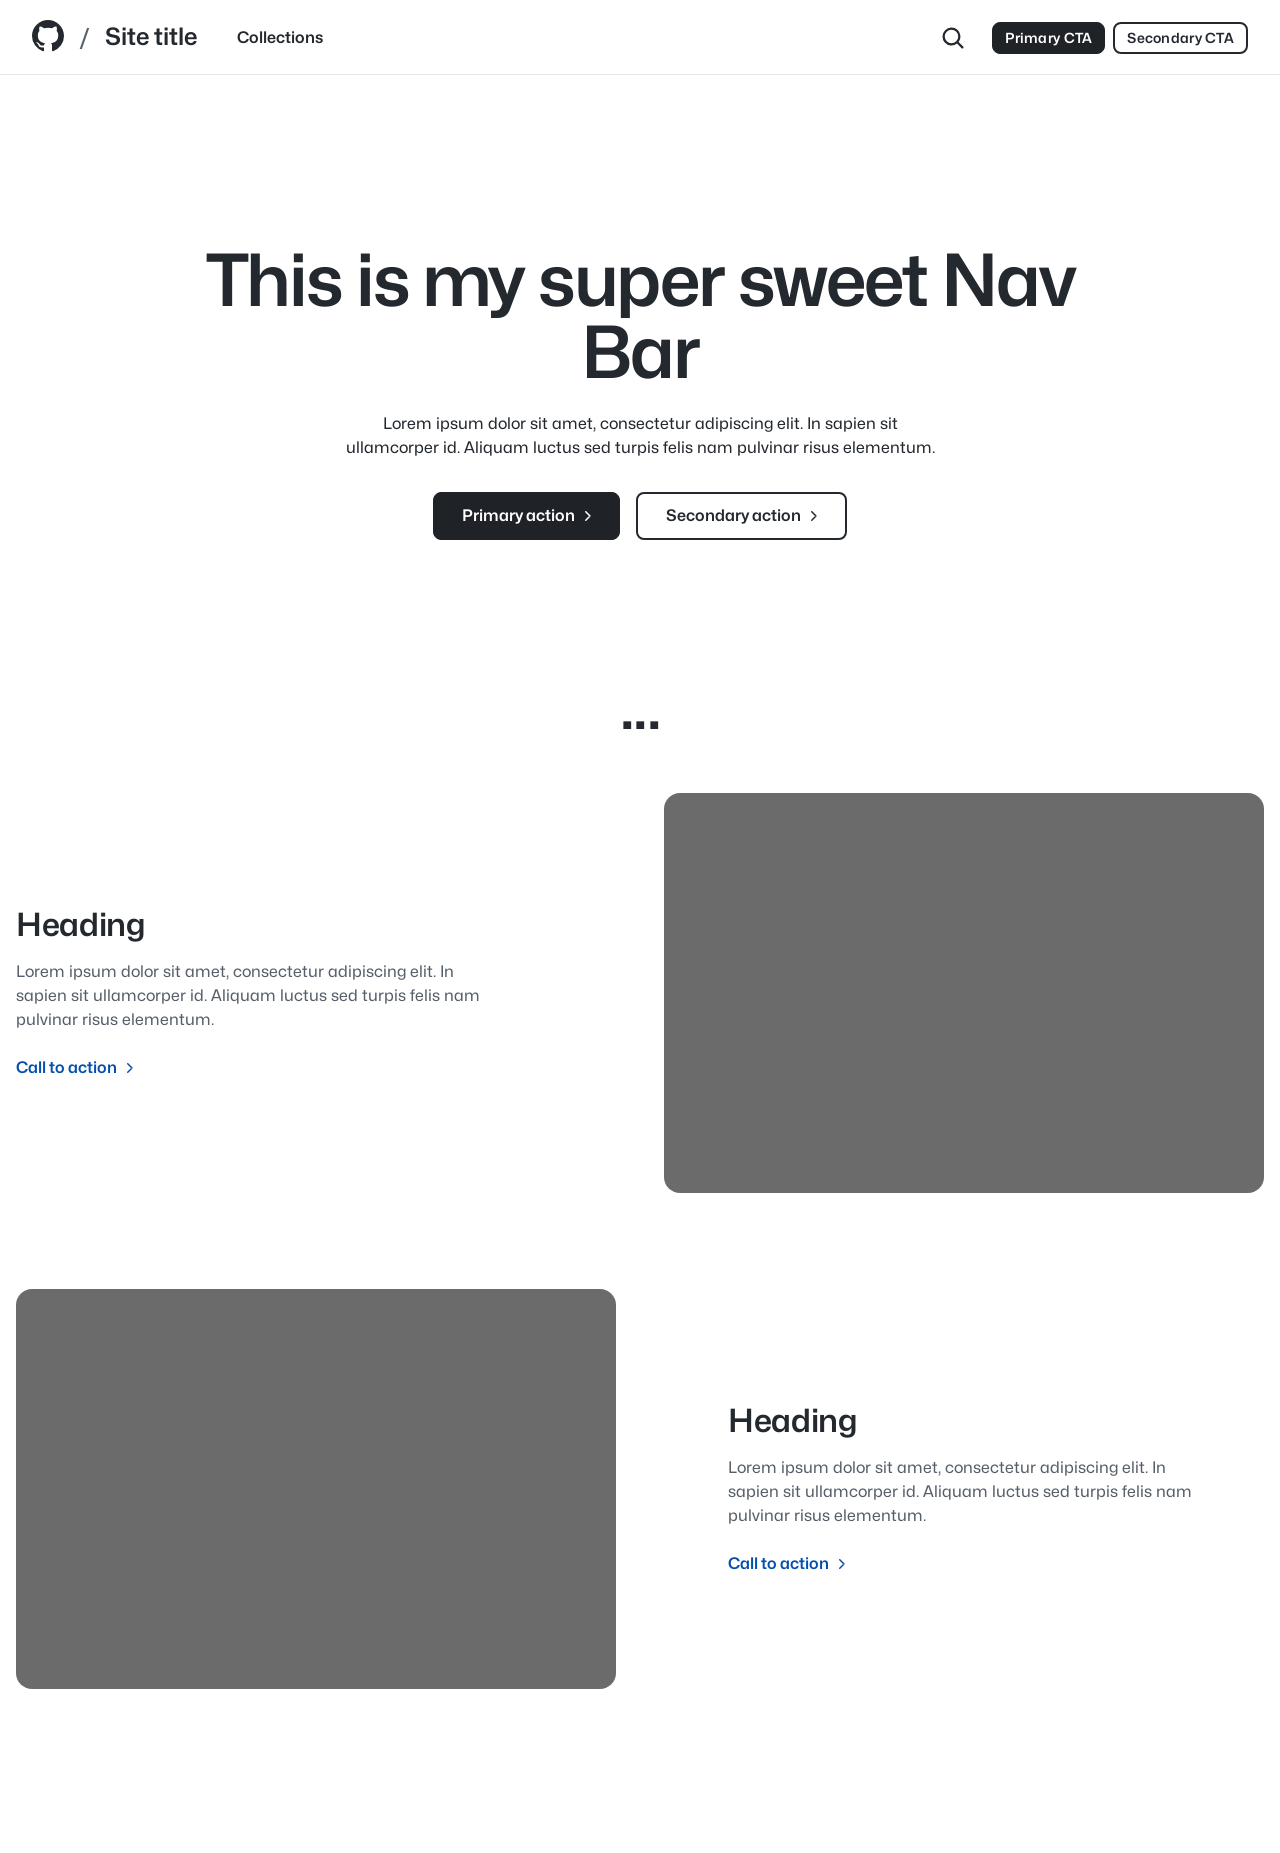 / Site title Collections Primary CTA Secondary CTA
This is my super sweet Nav
Bar
Lorem ipsum dolor sit amet, consectetur adipiscing elit. In sapien sit
ullamcorper id. Aliquam luctus sed turpis felis nam pulvinar risus elementum.
Primary action Secondary action
...
Heading
Lorem ipsum dolor sit amet, consectetur adipiscing elit. In
sapien sit ullamcorper id. Aliquam luctus sed turpis felis nam
pulvinar risus elementum.
Call to action
Heading
Lorem ipsum dolor sit amet, consectetur adipiscing elit. In
sapien sit ullamcorper id. Aliquam luctus sed turpis felis nam
pulvinar risus elementum.
Call to action